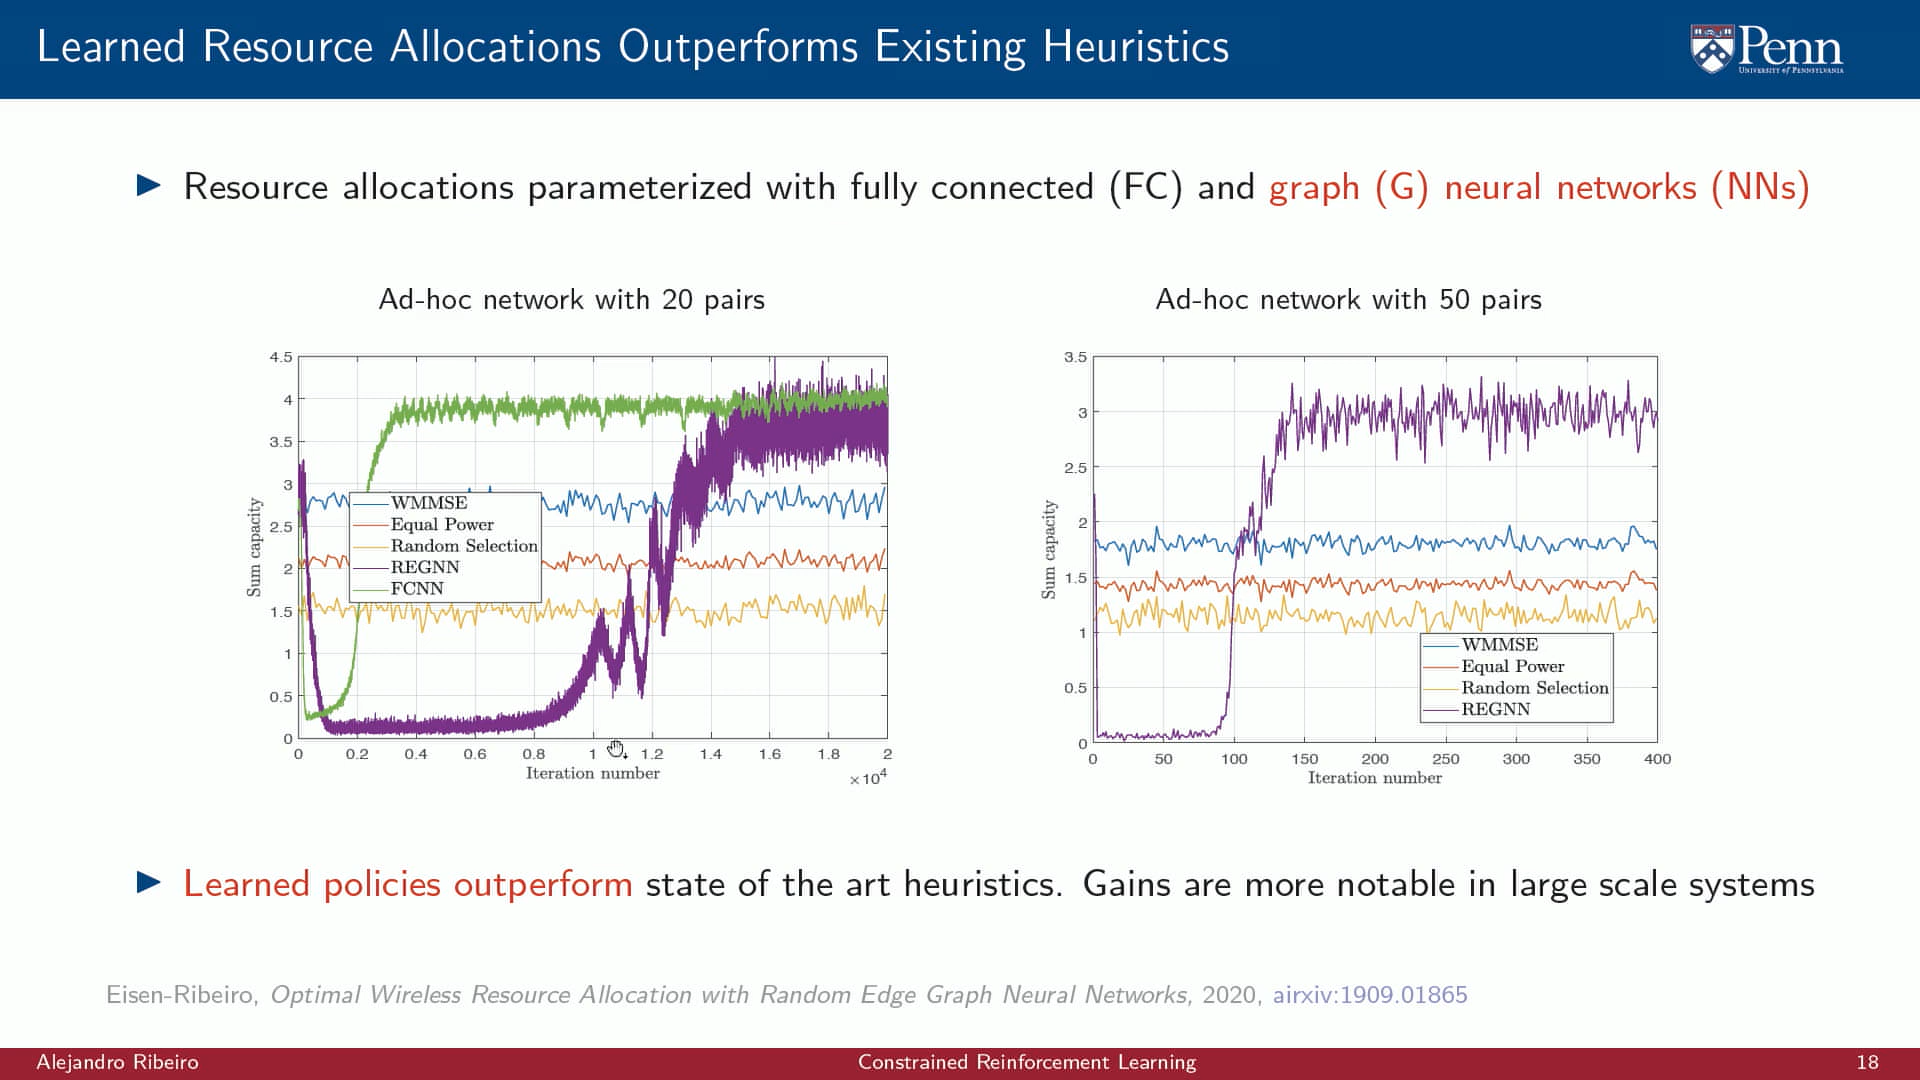 Learned Resource Allocations Outperforms Existing Heuristics
Penn
UNIVERSITY of PENNSYLVANIA
Resource allocations parameterized with fully connected (FC) and graph (G) neural networks (NNs)
Ad-hoc network with 20 pairs
4.5
4
3.5
3
2.5
2
1.5
1
0.5
0
Sum capacity
WMMSE
Equal Power
Random Selection
REGNN
FCNN
0 0.2 0.4 0.6 0.8 1 1.2 1.4 1.6 1.8 2
Iteration number
×10^4
Ad-hoc network with 50 pairs
3.5
3
2.5
2
1.5
1
0.5
0
Sum capacity
WMMSE
Equal Power
Random Selection
REGNN
0 50 100 150 200 250 300 350 400
Iteration number
Learned policies outperform state of the art heuristics. Gains are more notable in large scale systems
Eisen-Ribeiro, Optimal Wireless Resource Allocation with Random Edge Graph Neural Networks, 2020, airxiv:1909.01865
Alejandro Ribeiro
Constrained Reinforcement Learning
18